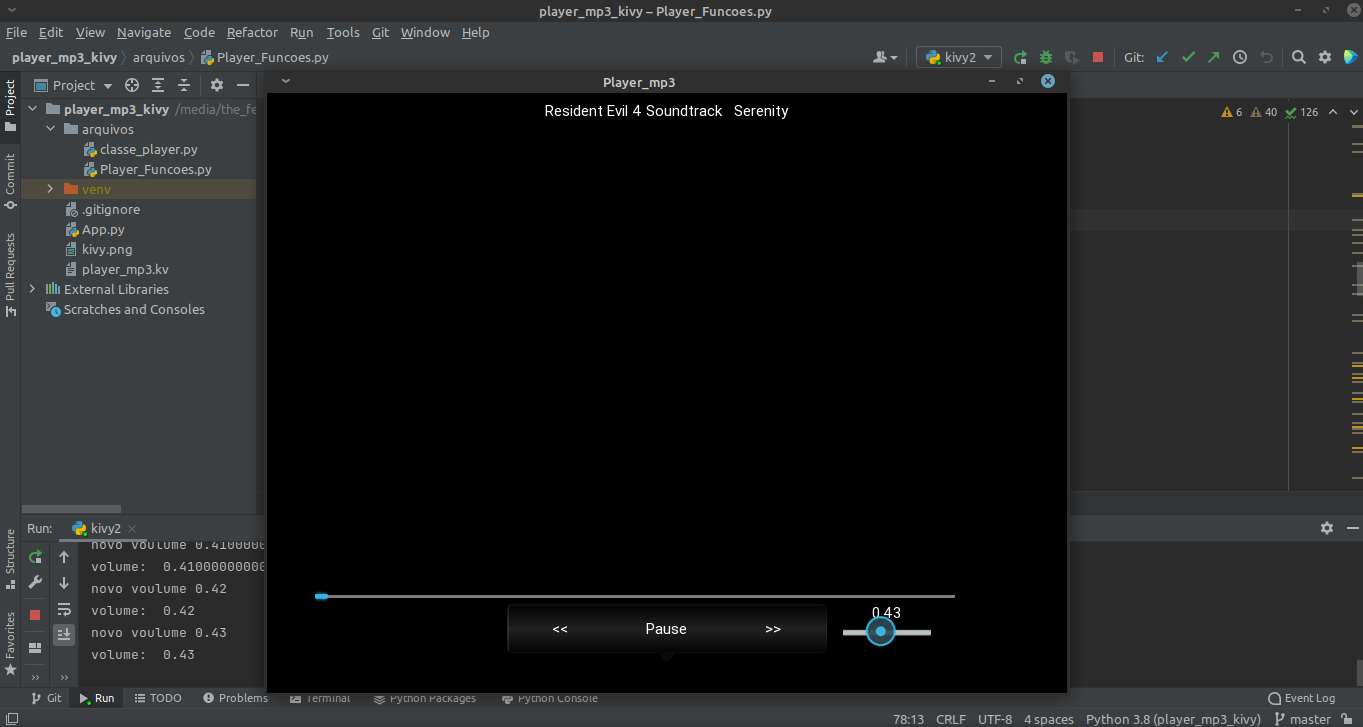 player_mp3_kivy – Player_Funcoes.py
File Edit View Navigate Code Refactor Run Tools Git Window Help
player_mp3_kivy arquivos Player_Funcoes.py kivy2 Git:
Project
Player_mp3
Project
Commit
Pull Requests
Structure
Favorites
player_mp3_kivy /media/the_fe
arquivos
classe_player.py
Player_Funcoes.py
venv
.gitignore
App.py
kivy.png
player_mp3.kv
External Libraries
Scratches and Consoles
Resident Evil 4 Soundtrack Serenity
6 40 126
0.43
<< Pause >>
Run: kivy2
novo voulume 0.4100000
volume: 0.41000000000
novo voulume 0.42
volume: 0.42
novo voulume 0.43
volume: 0.43
>> >>
Git Run TODO Problems Terminal Python Packages Python Console Event Log
78:13 CRLF UTF-8 4 spaces Python 3.8 (player_mp3_kivy) master